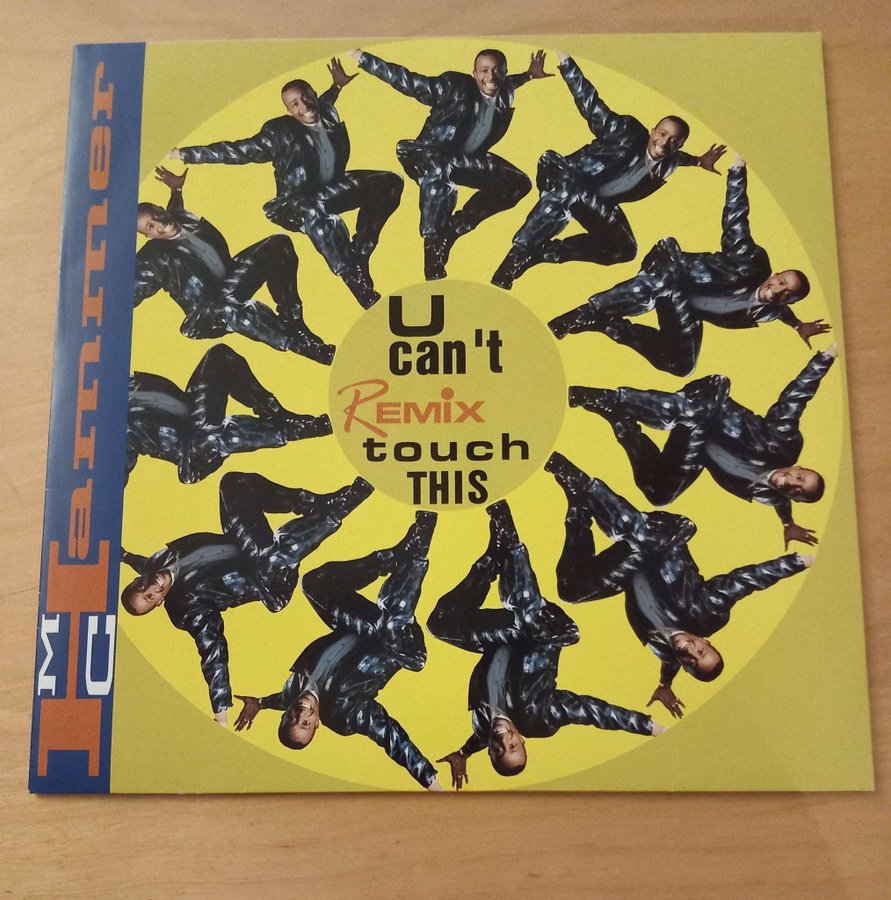 MC Hammer
U
can't
REMiX
touch
THIS